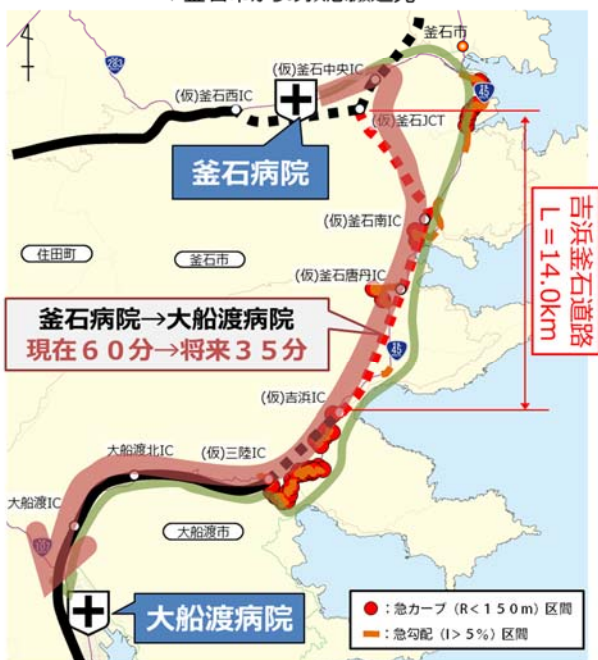 283
釜石市
(仮)釜石中央IC
45
(仮)釜石西IC
(仮)釜石JCT
釜石病院
(仮)釜石南IC
吉浜釜石道路
L=14.0km
住田町
釜石市
(仮)釜石唐丹IC
釜石病院→大船渡病院
現在60分→将来35分
45
(仮)吉浜IC
大船渡北IC
(仮)三陸IC
大船渡IC
大船渡市
大船渡病院
:急カーブ(R<150m)区間
:急勾配(I>5%)区間